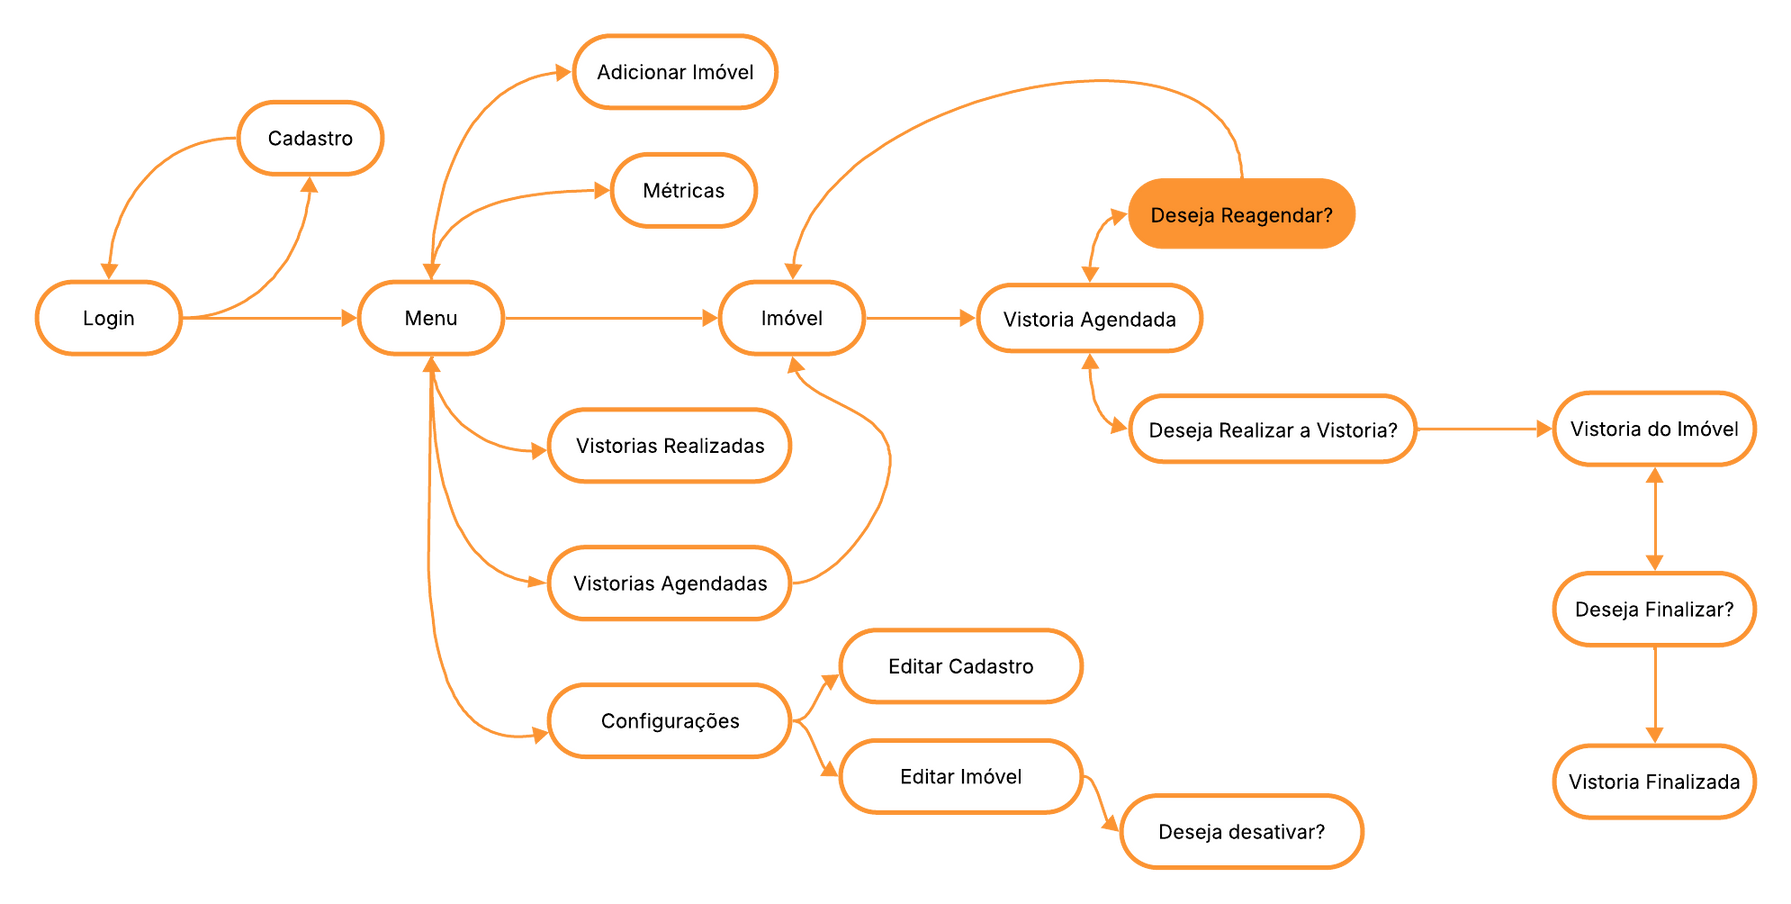 Adicionar Imóvel
Cadastro
Métricas
Deseja Reagendar?
Login
Menu
Imóvel
Vistoria Agendada
Vistorias Realizadas
Deseja Realizar a Vistoria?
Vistoria do Imóvel
Vistorias Agendadas
Deseja Finalizar?
Editar Cadastro
Configurações
Editar Imóvel
Vistoria Finalizada
Deseja desativar?